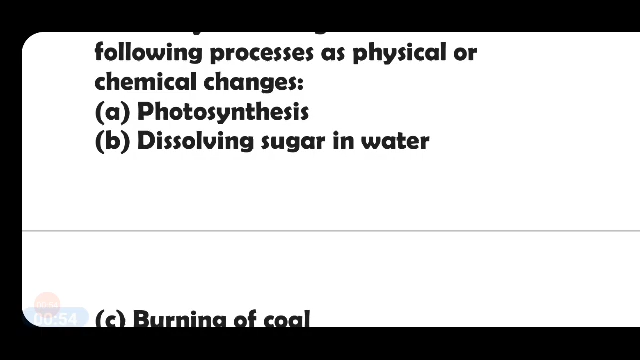 following processes as physical or
chemical changes:
(a) Photosynthesis
(b) Dissolving sugar in water
00:54
(c) Burning of coal